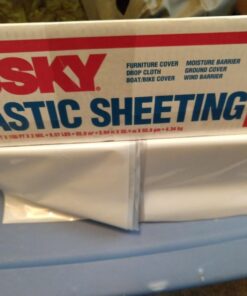 SKY
FURNITURE COVER MOISTURE BARRIER
DROP CLOTH GROUND COVER
BOAT/BIKE COVER WIND BARRIER
ASTIC SHEETING